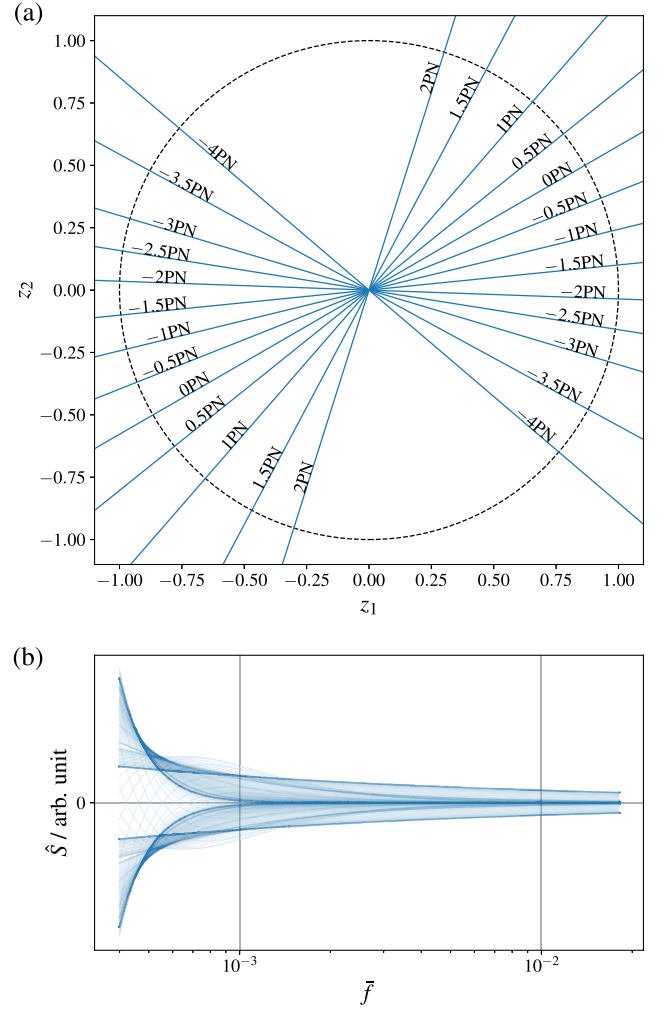 (a)
1.00
0.75
0.50
0.25
0.00
−0.25
−0.50
−0.75
−1.00
z2
2PN
1.5PN
1PN
0.5PN
0PN
−0.5PN
−1PN
−1.5PN
−2PN
−2.5PN
−3PN
−3.5PN
−4PN
−4PN
−3.5PN
−3PN
−2.5PN
−2PN
−1.5PN
−1PN
−0.5PN
0PN
0.5PN
1PN
1.5PN
2PN
−1.00 −0.75 −0.50 −0.25 0.00 0.25 0.50 0.75 1.00
z1
(b)
Ŝ / arb. unit
0
10−3 10−2
f̄